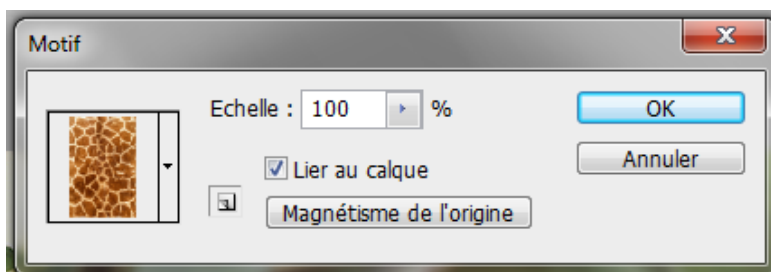 Motif
Echelle : 100 %
OK
Lier au calque
Annuler
Magnétisme de l'origine